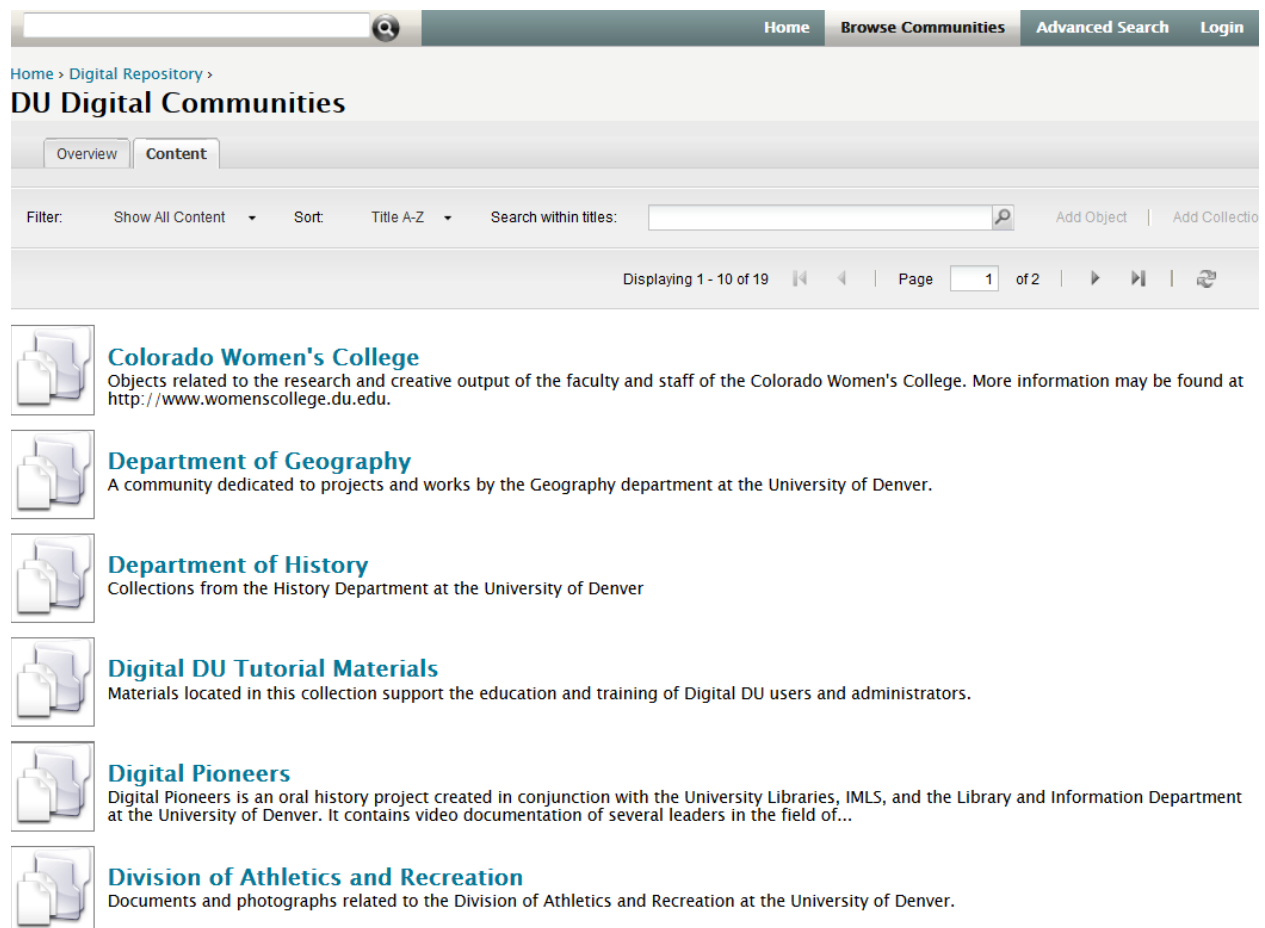 Home Browse Communities Advanced Search Login
Home › Digital Repository ›
DU Digital Communities
Overview Content
Filter: Show All Content Sort: Title A-Z Search within titles: Add Object | Add Collectio
Displaying 1 - 10 of 19 | Page 1 of 2 | |
Colorado Women's College
Objects related to the research and creative output of the faculty and staff of the Colorado Women's College. More information may be found at
http://www.womenscollege.du.edu.
Department of Geography
A community dedicated to projects and works by the Geography department at the University of Denver.
Department of History
Collections from the History Department at the University of Denver
Digital DU Tutorial Materials
Materials located in this collection support the education and training of Digital DU users and administrators.
Digital Pioneers
Digital Pioneers is an oral history project created in conjunction with the University Libraries, IMLS, and the Library and Information Department
at the University of Denver. It contains video documentation of several leaders in the field of...
Division of Athletics and Recreation
Documents and photographs related to the Division of Athletics and Recreation at the University of Denver.